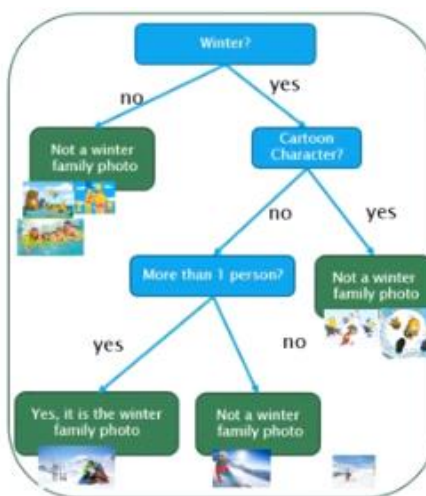 Winter?
no
yes
Not a winter
family photo
Cartoon
Character?
no
yes
More than 1 person?
Not a winter
family photo
yes
no
Yes, it is the winter
family photo
Not a winter
family photo